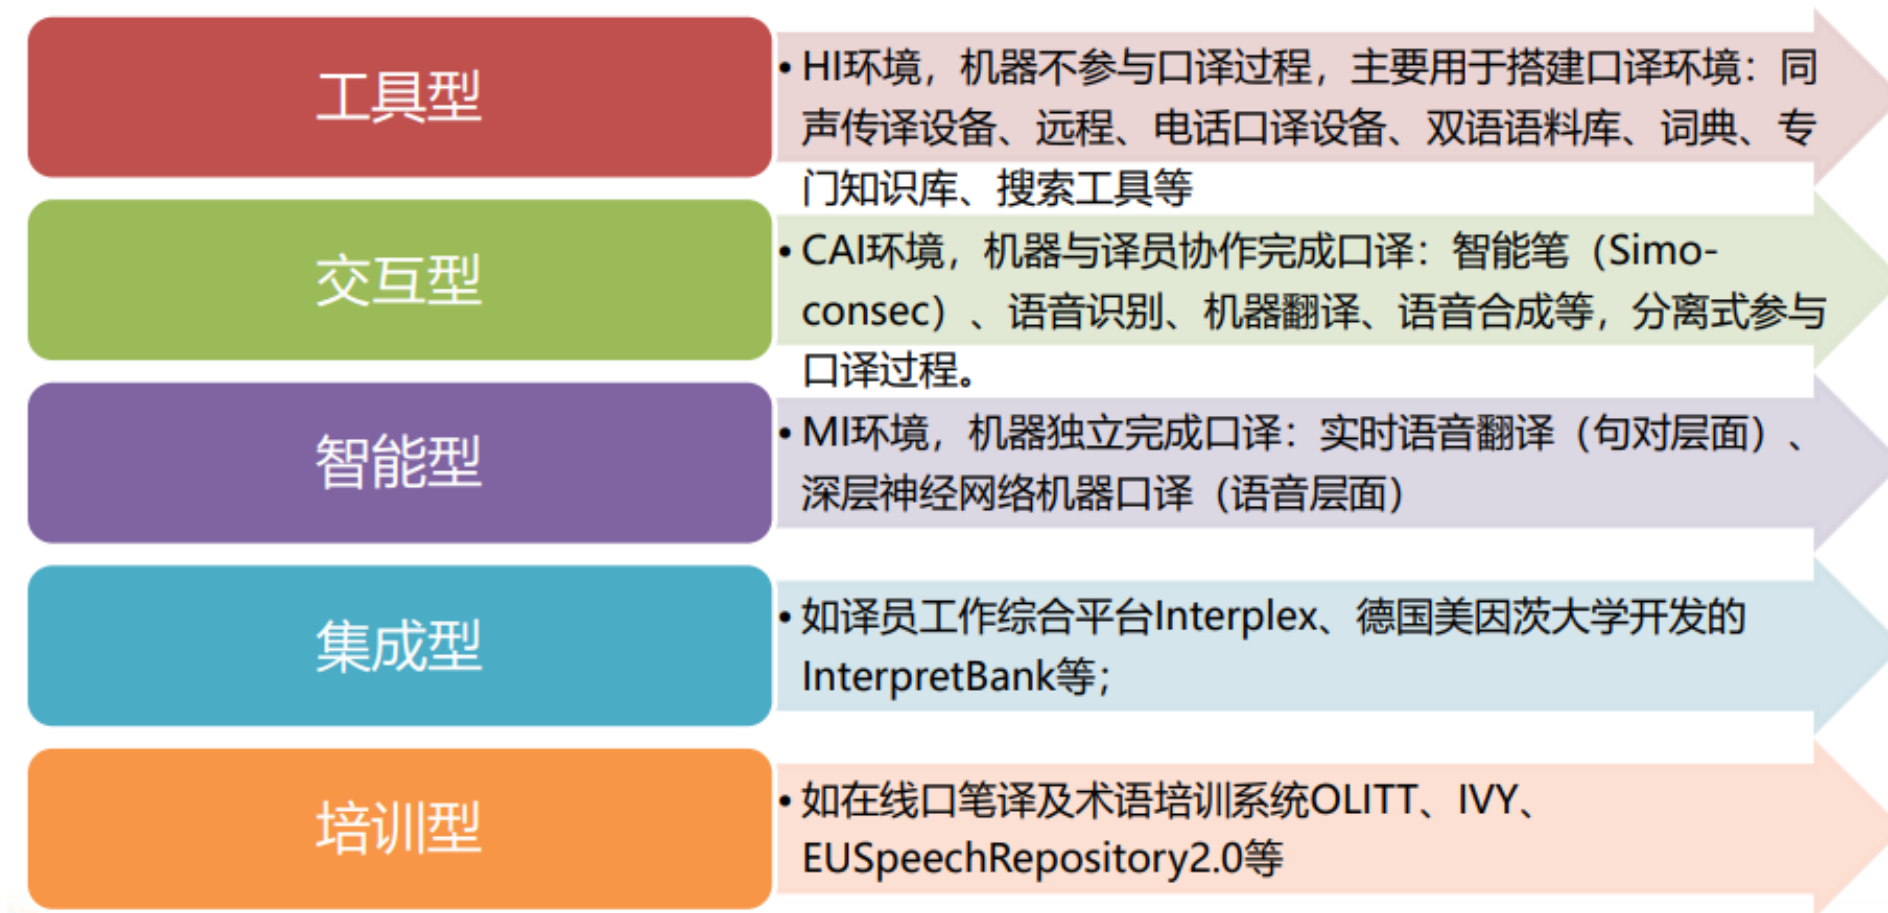 工具型
• HI环境，机器不参与口译过程，主要用于搭建口译环境：同
声传译设备、远程、电话口译设备、双语语料库、词典、专
门知识库、搜索工具等
交互型
• CAI环境，机器与译员协作完成口译：智能笔（Simo-
consec）、语音识别、机器翻译、语音合成等，分离式参与
口译过程。
智能型
• MI环境，机器独立完成口译：实时语音翻译（句对层面）、
深层神经网络机器口译（语音层面）
集成型
• 如译员工作综合平台Interplex、德国美因茨大学开发的
InterpretBank等；
培训型
• 如在线口笔译及术语培训系统OLITT、IVY、
EUSpeechRepository2.0等